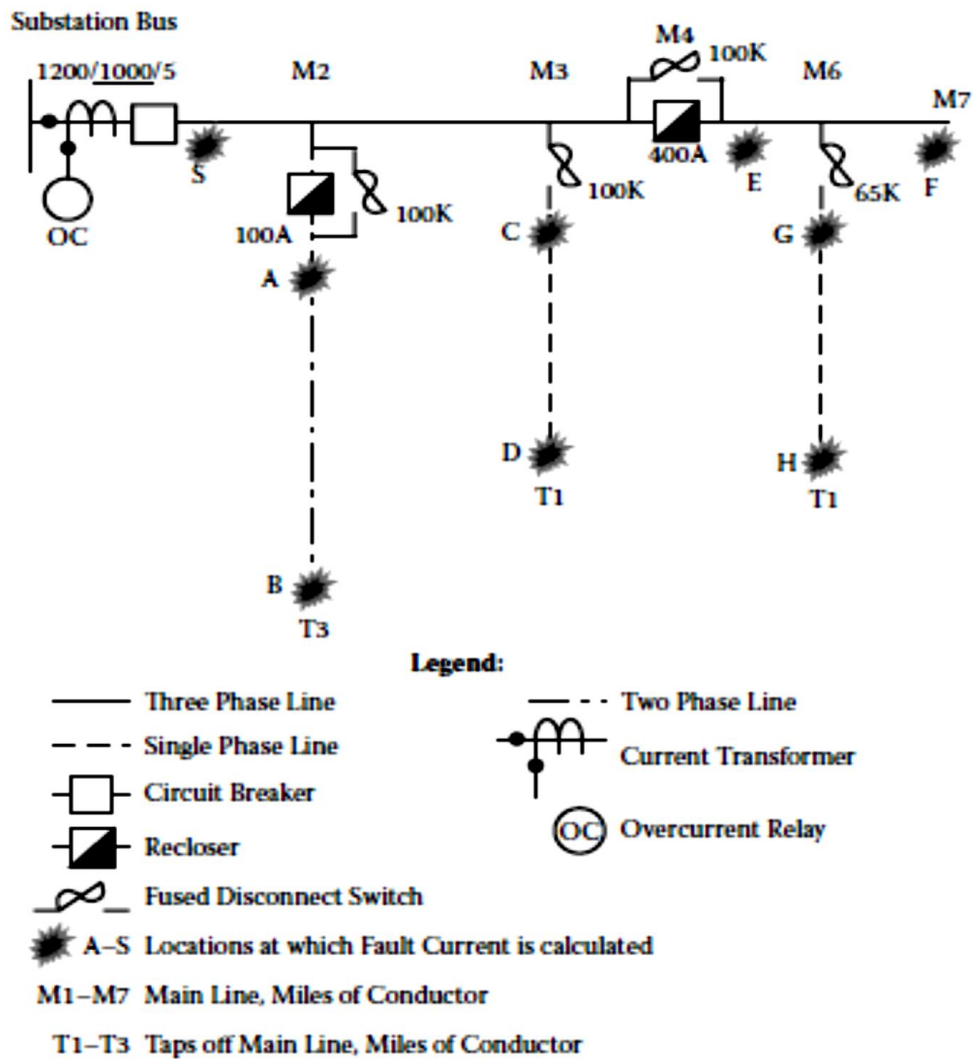 Substation Bus
1200/1000/5
M2
M3
M4
100K
M6
M7
S
OC
100A
100K
A
B
T3
100K
C
D
T1
400A
E
65K
G
H
T1
F
Legend:
Three Phase Line
Two Phase Line
Single Phase Line
Current Transformer
Circuit Breaker
OC Overcurrent Relay
Recloser
Fused Disconnect Switch
A–S Locations at which Fault Current is calculated
M1–M7 Main Line, Miles of Conductor
T1–T3 Taps off Main Line, Miles of Conductor